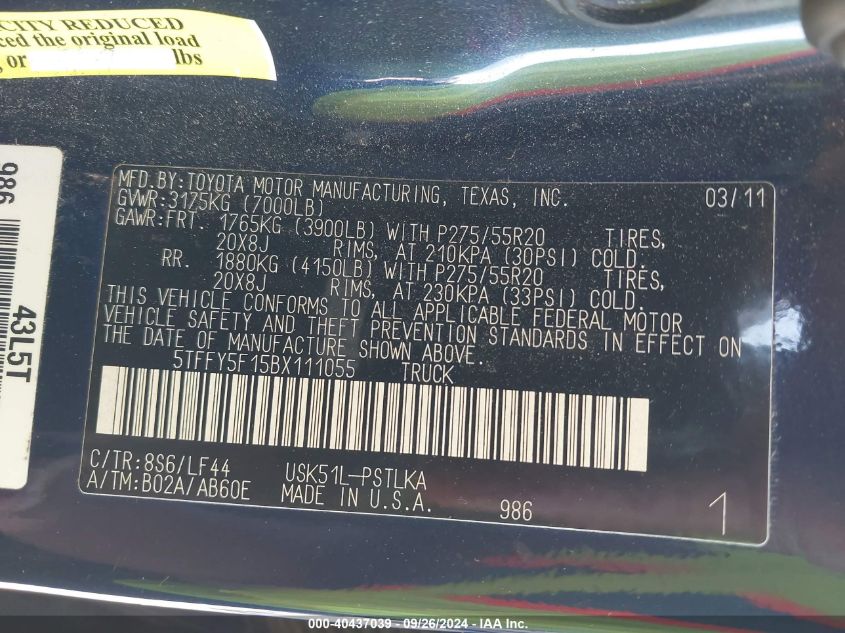 CITY REDUCED
ced the original load
, or lbs
986
43L5T
MFD.BY:TOYOTA MOTOR MANUFACTURING, TEXAS, INC. 03/11
GVWR:3175KG (7000LB)
GAWR:FRT. 1765KG (3900LB) WITH P275/55R20 TIRES,
20X8J RIMS, AT 210KPA (30PSI) COLD.
RR. 1880KG (4150LB) WITH P275/55R20 TIRES,
20X8J RIMS, AT 230KPA (33PSI) COLD.
THIS VEHICLE CONFORMS TO ALL APPLICABLE FEDERAL MOTOR
VEHICLE SAFETY AND THEFT PREVENTION STANDARDS IN EFFECT ON
THE DATE OF MANUFACTURE SHOWN ABOVE.
5TFFY5F15BX111055 TRUCK
C/TR:8S6/LF44 USK51L-PSTLKA
A/TM:B02A/AB60E MADE IN U.S.A. 986 1
000-40437039 - 09/26/2024 - IAA Inc.